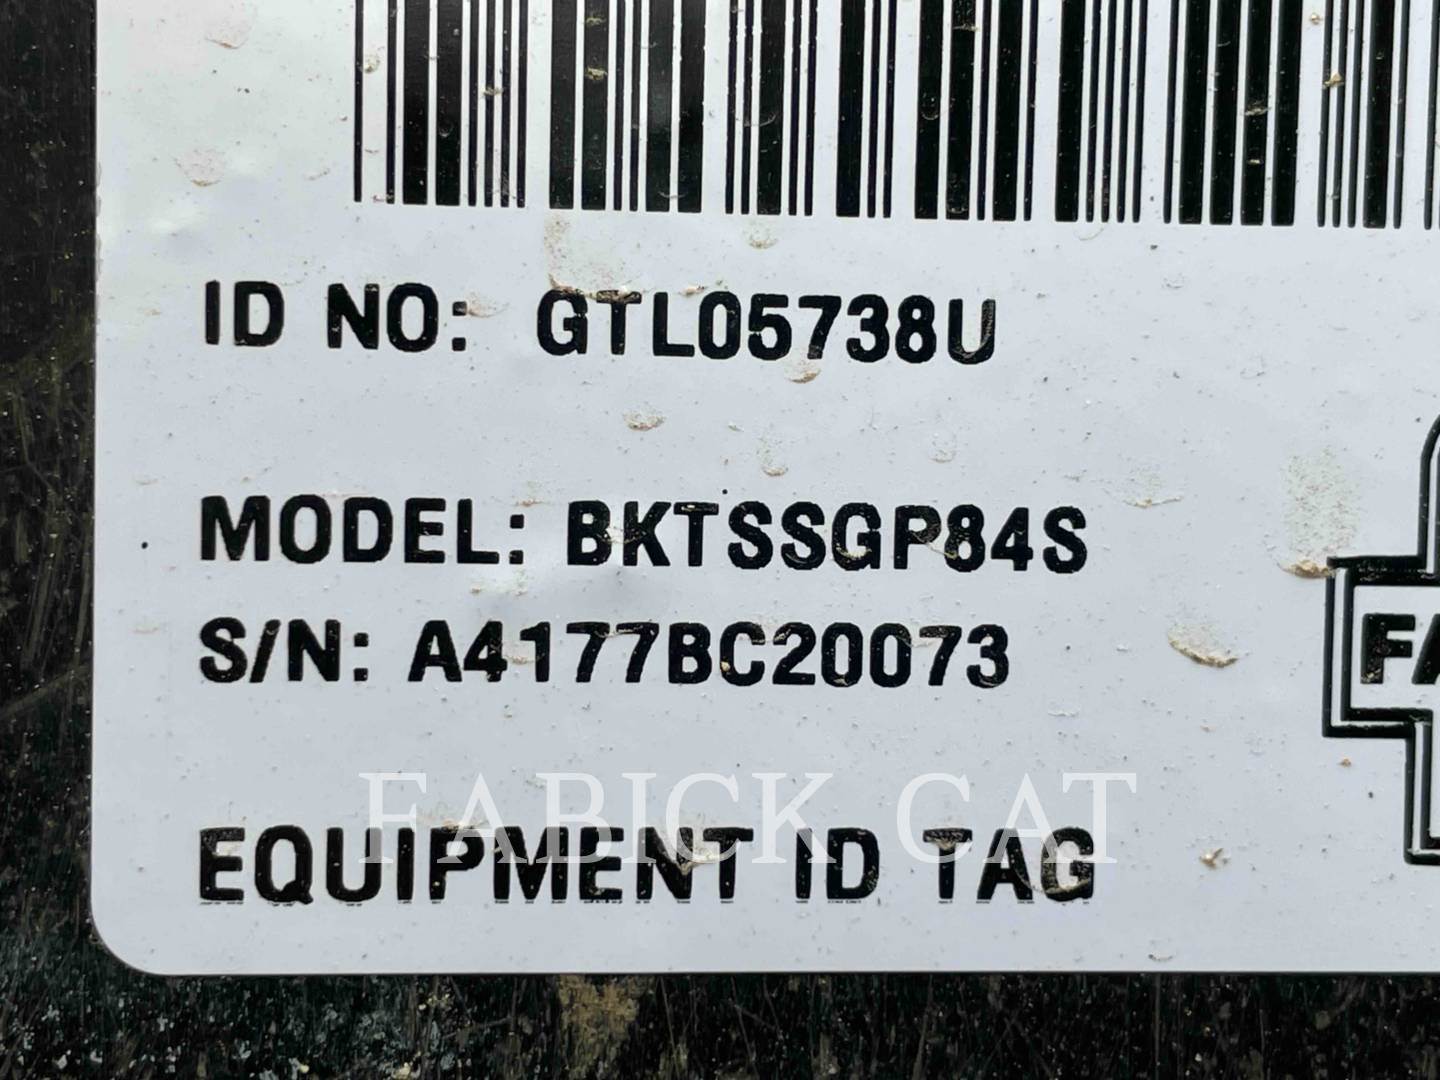 ID NO: GTL05738U
MODEL: BKTSSGP84S
S/N: A4177BC20073
FABICK CAT
EQUIPMENT ID TAG